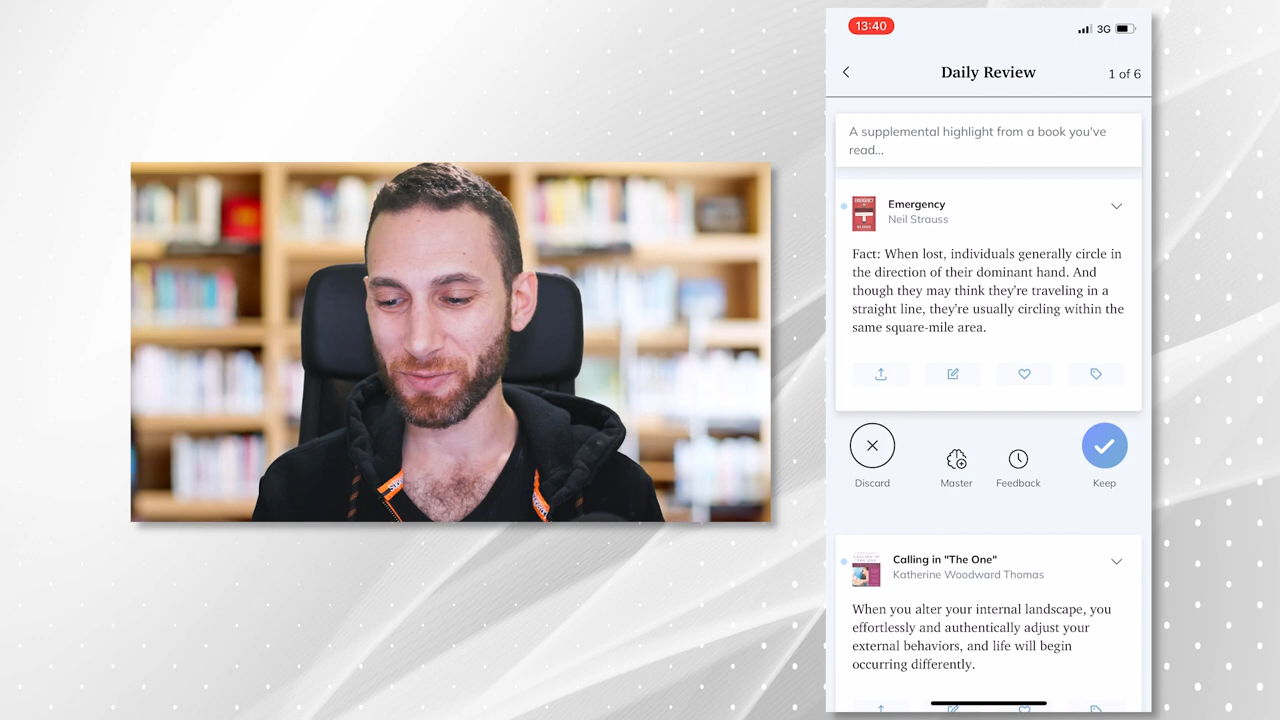 13:40
3G
Daily Review
1 of 6
A supplemental highlight from a book you've
read...
EMERGENCY
Emergency
Neil Strauss
Fact: When lost, individuals generally circle in
the direction of their dominant hand. And
though they may think they're traveling in a
straight line, they're usually circling within the
same square-mile area.
Discard
Master
Feedback
Keep
Calling in "The One"
Katherine Woodward Thomas
When you alter your internal landscape, you
effortlessly and authentically adjust your
external behaviors, and life will begin
occurring differently.